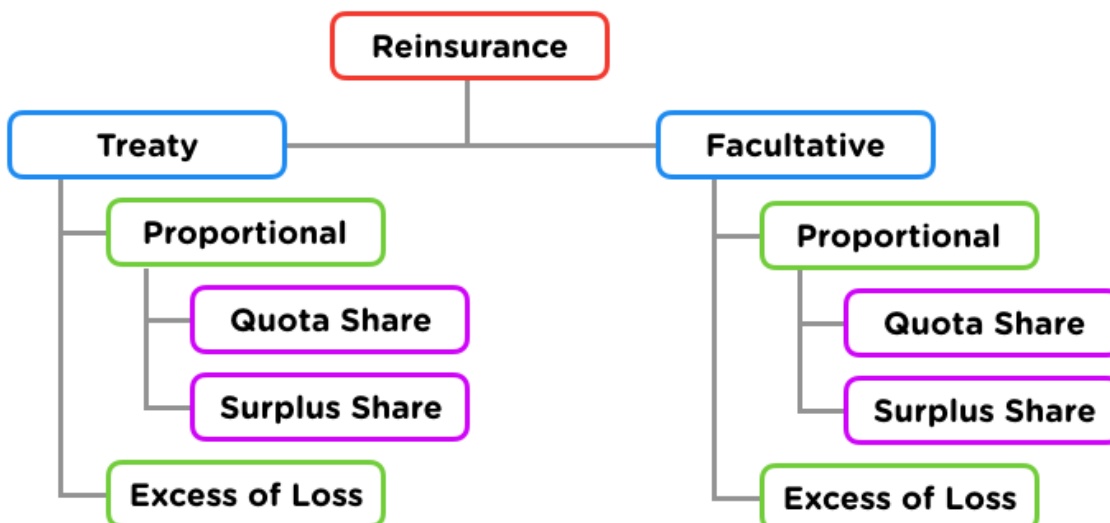 Reinsurance
Treaty
Facultative
Proportional
Proportional
Quota Share
Quota Share
Surplus Share
Surplus Share
Excess of Loss
Excess of Loss